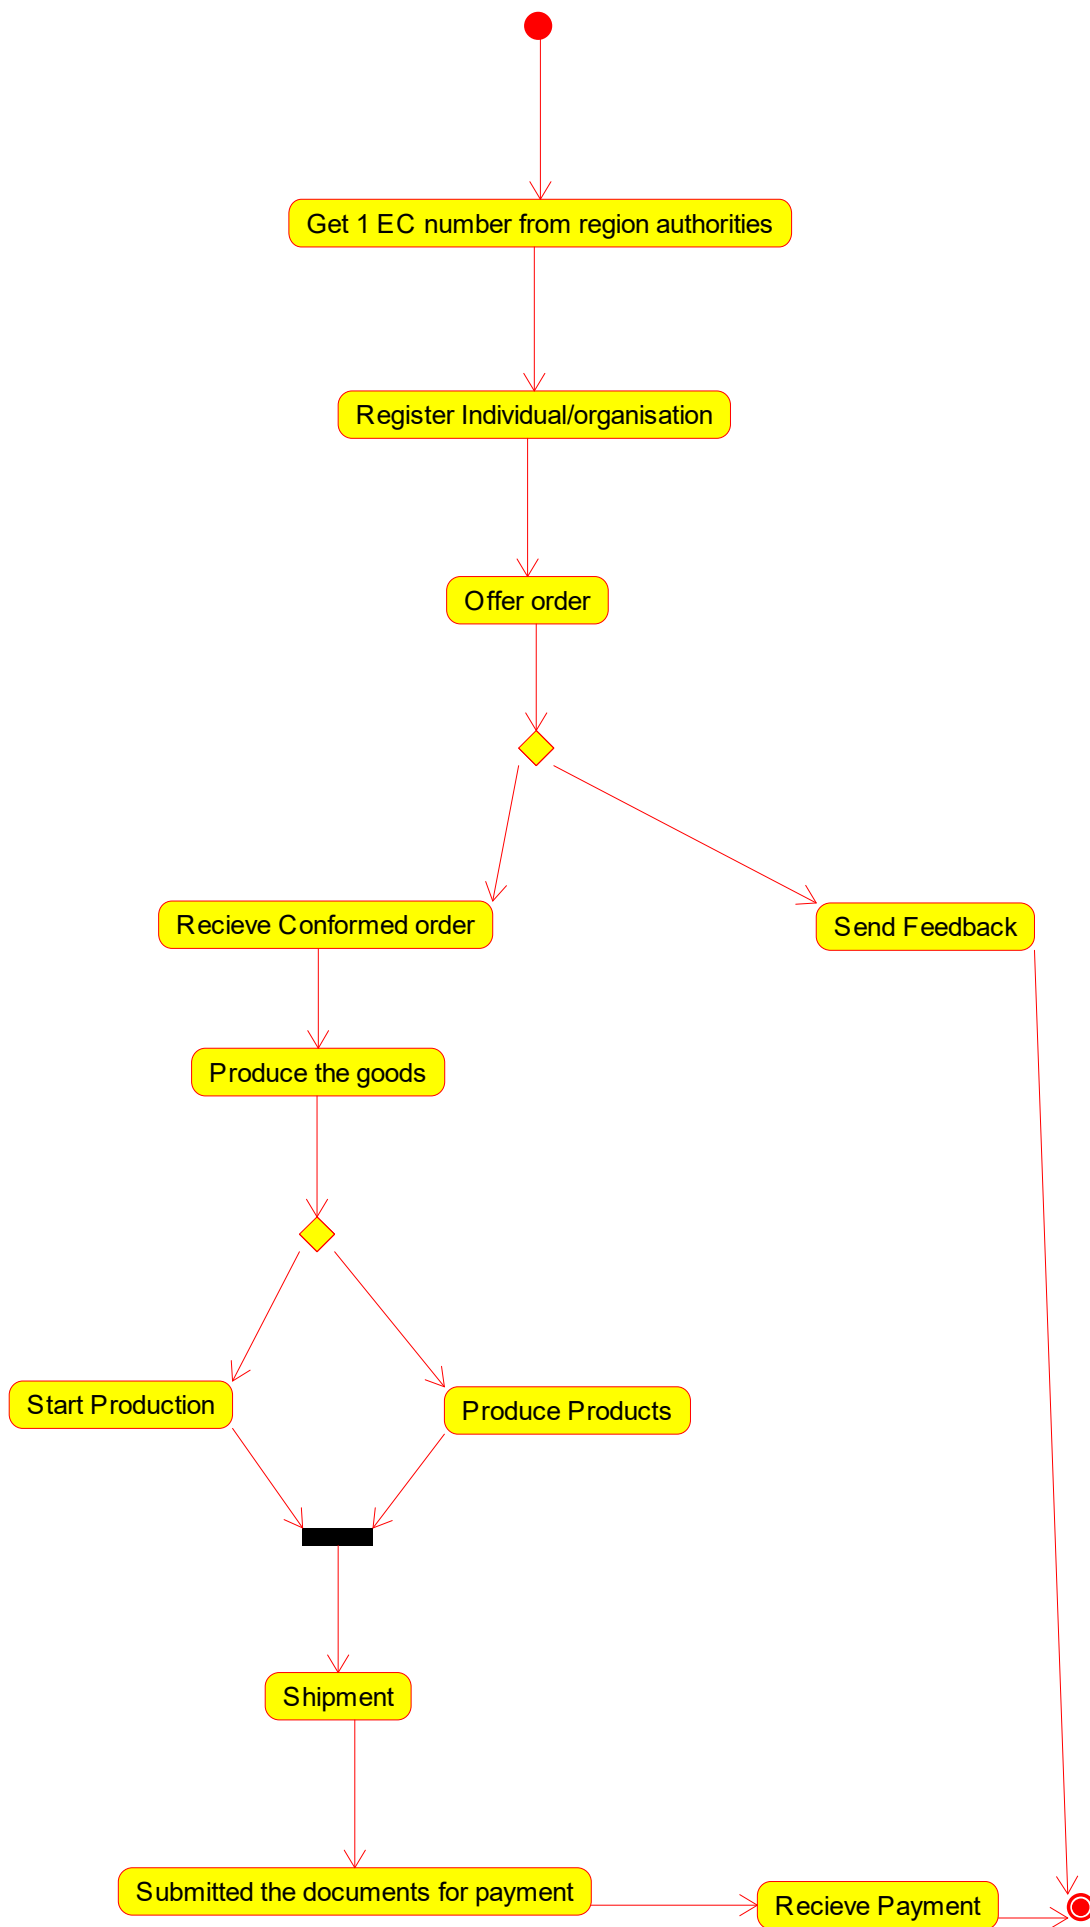 Get 1 EC number from region authorities
Register Individual/organisation
Offer order
Recieve Conformed order
Send Feedback
Produce the goods
Start Production
Produce Products
Shipment
Submitted the documents for payment
Recieve Payment